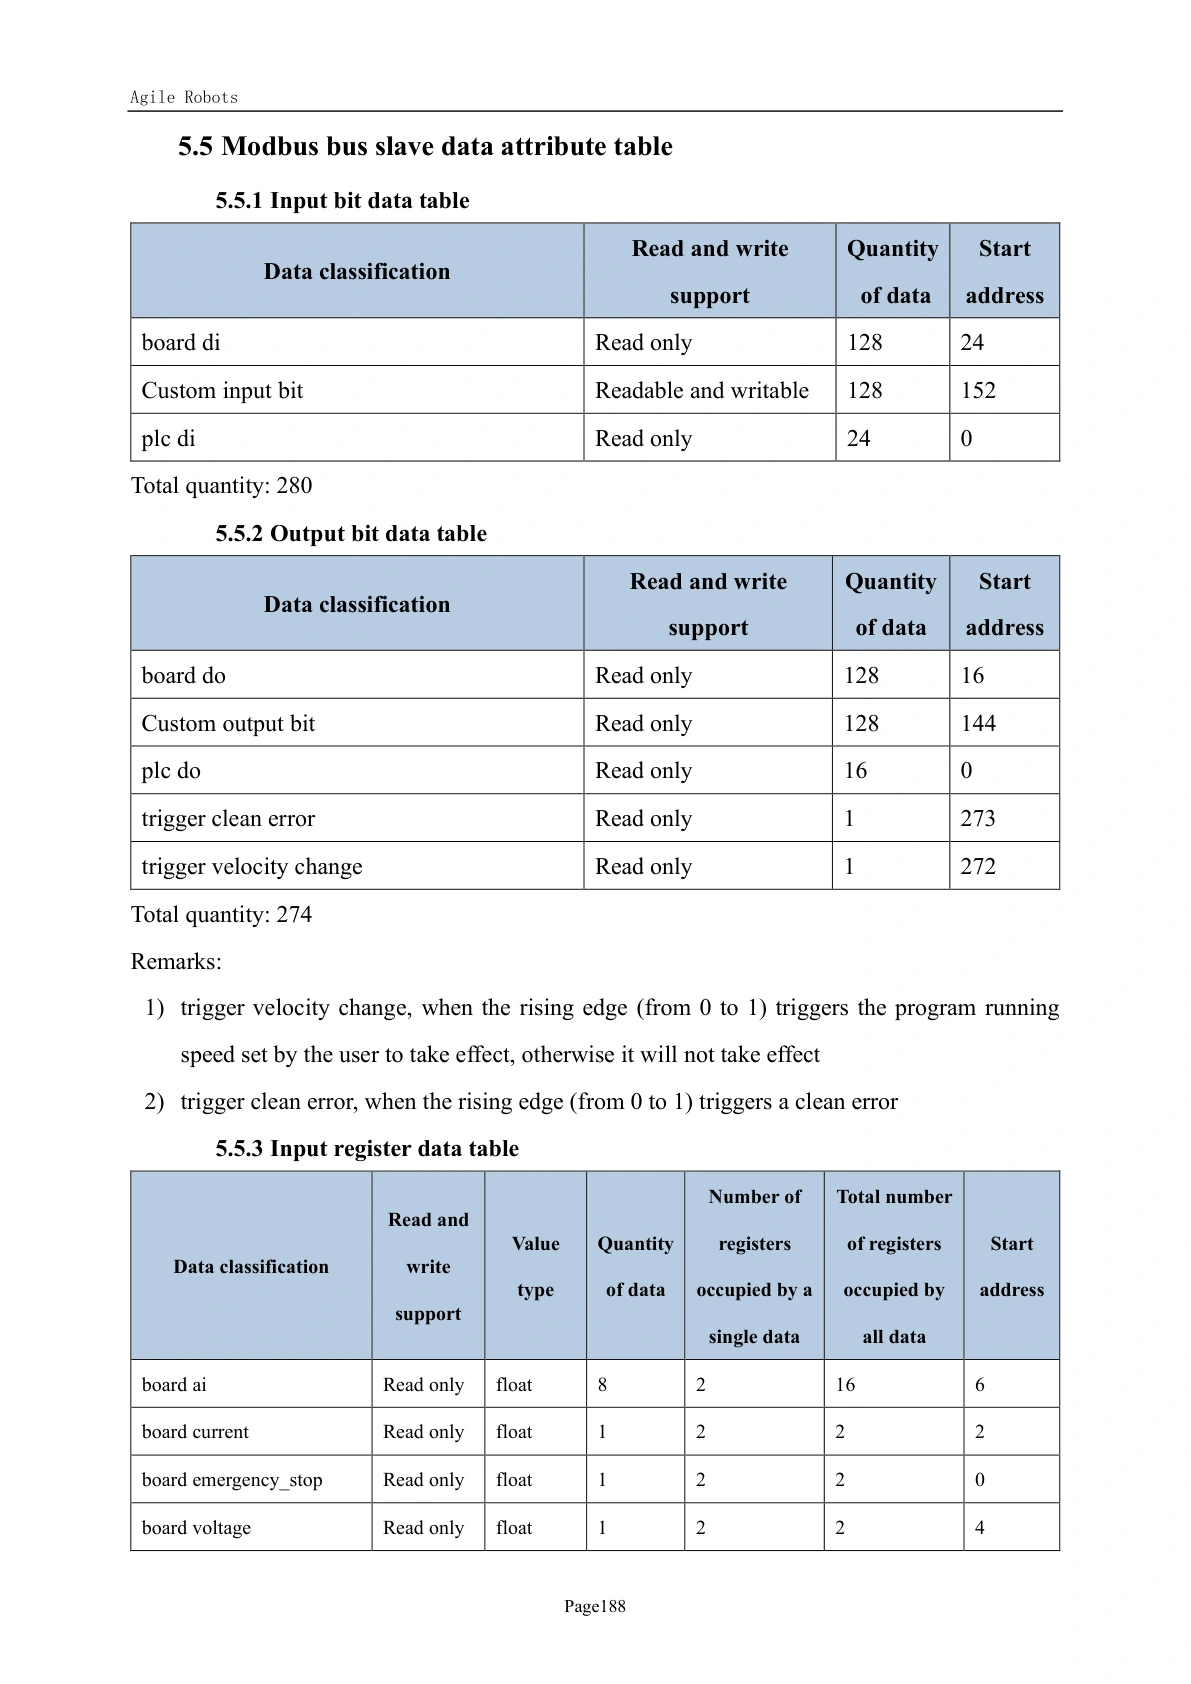 Agile Robots
5.5 Modbus bus slave data attribute table
5.5.1 Input bit data table
Data classification
Read and write
support
Quantity
of data
Start
address
board di
Read only
128
24
Custom input bit
Readable and writable
128
152
plc di
Read only
24
0
Total quantity: 280
5.5.2 Output bit data table
Data classification
Read and write
support
Quantity
of data
Start
address
board do
Read only
128
16
Custom output bit
Read only
128
144
plc do
Read only
16
0
trigger clean error
Read only
1
273
trigger velocity change
Read only
1
272
Total quantity: 274
Remarks:
1) trigger velocity change, when the rising edge (from 0 to 1) triggers the program running
speed set by the user to take effect, otherwise it will not take effect
2) trigger clean error, when the rising edge (from 0 to 1) triggers a clean error
5.5.3 Input register data table
Data classification
Read and
write
support
Value
type
Quantity
of data
Number of
registers
occupied by a
single data
Total number
of registers
occupied by
all data
Start
address
board ai
Read only
float
8
2
16
6
board current
Read only
float
1
2
2
2
board emergency_stop
Read only
float
1
2
2
0
board voltage
Read only
float
1
2
2
4
Page188